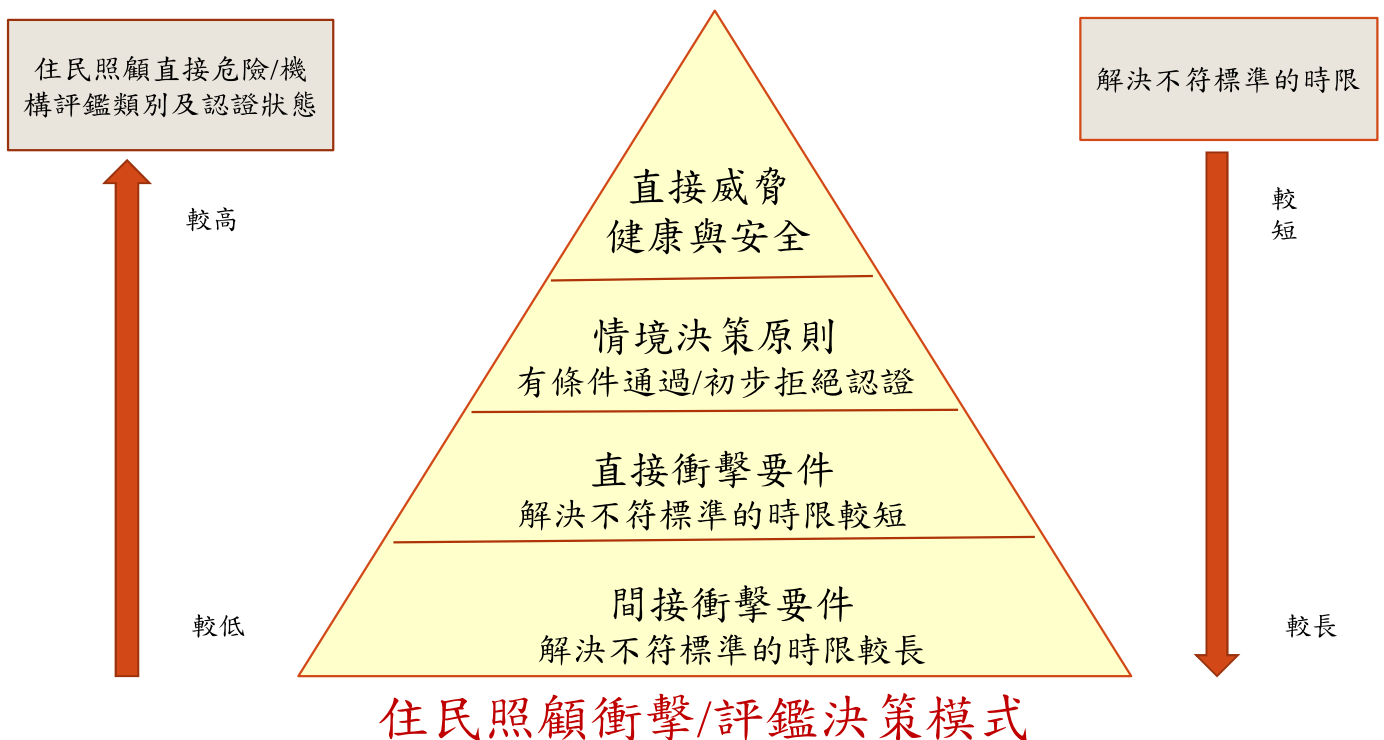 住民照顧直接危險/機
構評鑑類別及認證狀態
較高
較低
直接威脅
健康與安全
情境決策原則
有條件通過/初步拒絕認證
直接衝擊要件
解決不符標準的時限較短
間接衝擊要件
解決不符標準的時限較長
解決不符標準的時限
較
短
較長
住民照顧衝擊/評鑑決策模式